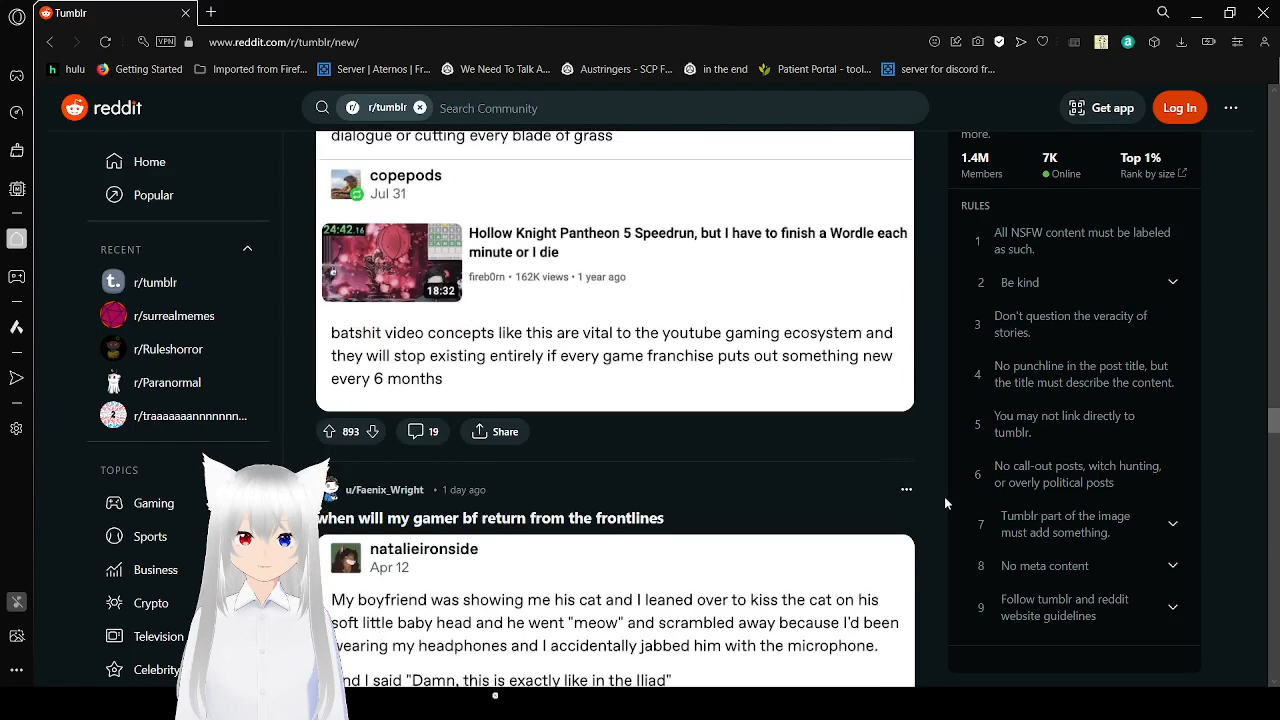 Tumblr
VPN
www.reddit.com/r/tumblr/new/
hulu
Getting Started
Imported from Firef...
Server | Aternos | Fr...
We Need To Talk A...
Austringers - SCP F...
in the end
Patient Portal - tool...
server for discord fr...
reddit
r/tumblr
Search Community
Get app
Log In
Home
Popular
RECENT
r/tumblr
r/surrealmemes
r/Ruleshorror
r/Paranormal
r/traaaaaaannnnnnn...
TOPICS
Gaming
Sports
Business
Crypto
Television
Celebrity
dialogue or cutting every blade of grass
copepods
Jul 31
24:42.16
18:32
Hollow Knight Pantheon 5 Speedrun, but I have to finish a Wordle each
minute or I die
fireb0rn • 162K views • 1 year ago
batshit video concepts like this are vital to the youtube gaming ecosystem and
they will stop existing entirely if every game franchise puts out something new
every 6 months
893
19
Share
u/Faenix_Wright • 1 day ago
when will my gamer bf return from the frontlines
natalieironside
Apr 12
My boyfriend was showing me his cat and I leaned over to kiss the cat on his
soft little baby head and he went "meow" and scrambled away because I'd been
wearing my headphones and I accidentally jabbed him with the microphone.
And I said "Damn, this is exactly like in the Iliad"
more.
1.4M
Members
7K
Online
Top 1%
Rank by size
RULES
1 All NSFW content must be labeled
as such.
2 Be kind
3 Don't question the veracity of
stories.
4 No punchline in the post title, but
the title must describe the content.
5 You may not link directly to
tumblr.
6 No call-out posts, witch hunting,
or overly political posts
7 Tumblr part of the image
must add something.
8 No meta content
9 Follow tumblr and reddit
website guidelines